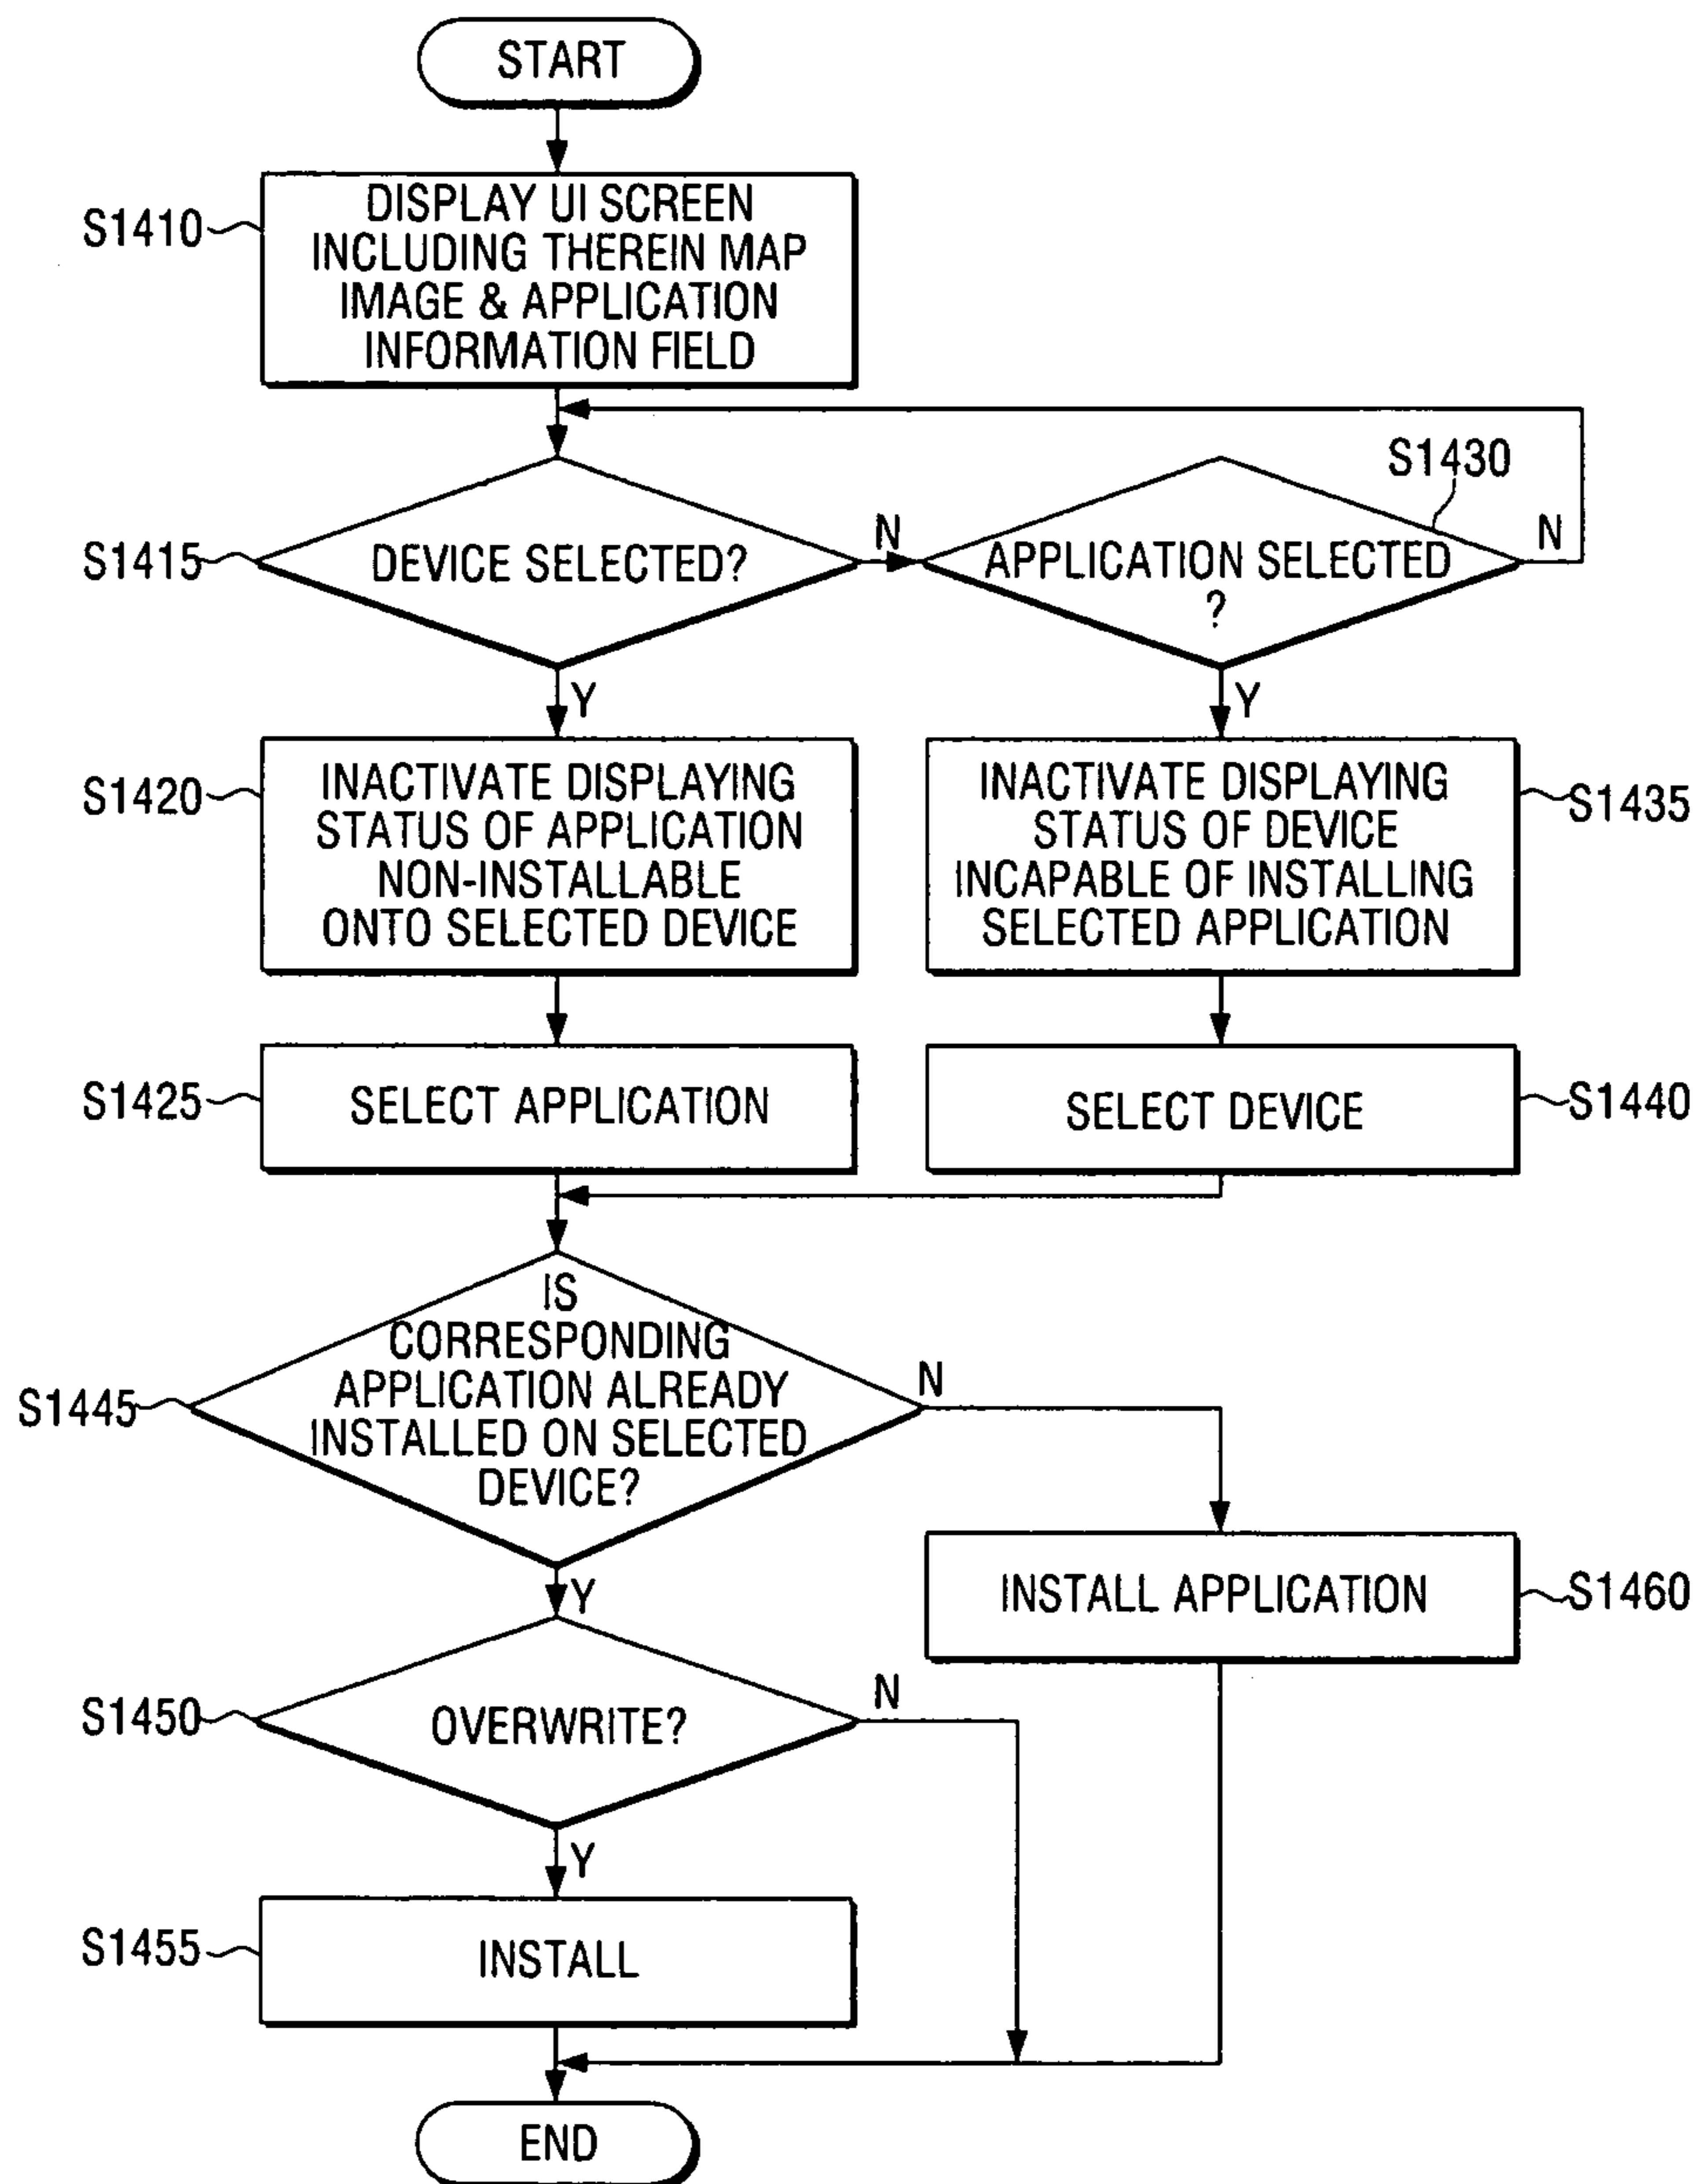 START
S1410
DISPLAY UI SCREEN
INCLUDING THEREIN MAP
IMAGE & APPLICATION
INFORMATION FIELD
S1415
DEVICE SELECTED?
N
S1430
APPLICATION SELECTED
?
N
Y
Y
S1420
INACTIVATE DISPLAYING
STATUS OF APPLICATION
NON-INSTALLABLE
ONTO SELECTED DEVICE
INACTIVATE DISPLAYING
STATUS OF DEVICE
INCAPABLE OF INSTALLING
SELECTED APPLICATION
S1435
S1425
SELECT APPLICATION
SELECT DEVICE
S1440
S1445
IS
CORRESPONDING
APPLICATION ALREADY
INSTALLED ON SELECTED
DEVICE?
N
Y
INSTALL APPLICATION
S1460
S1450
OVERWRITE?
N
Y
S1455
INSTALL
END